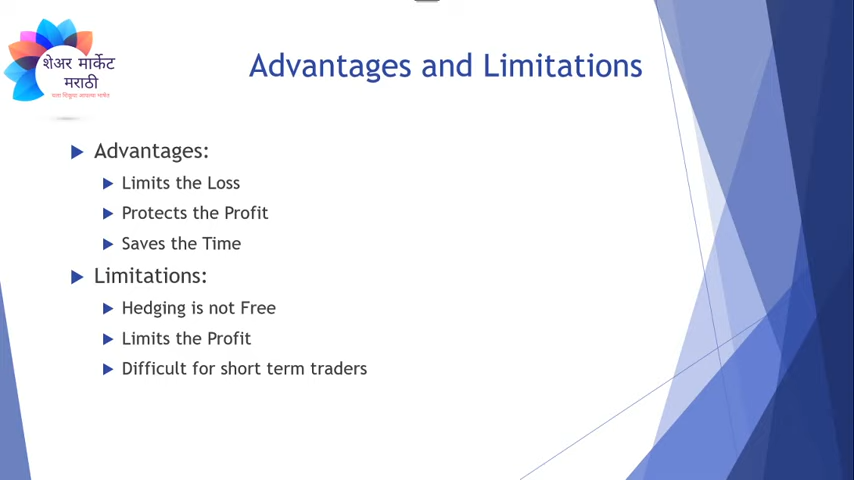 शेअर मार्केट
मराठी
Advantages and Limitations
Advantages:
Limits the Loss
Protects the Profit
Saves the Time
Limitations:
Hedging is not Free
Limits the Profit
Difficult for short term traders